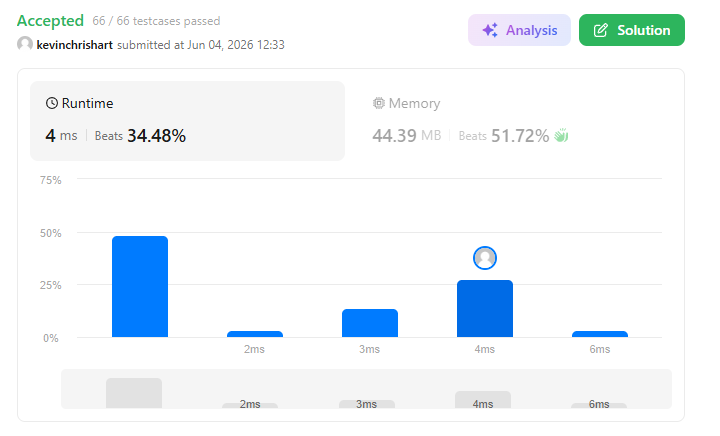 Accepted 66 / 66 testcases passed
kevinchrishart submitted at Jun 04, 2026 12:33
Analysis
Solution
Runtime
4 ms Beats 34.48%
Memory
44.39 MB Beats 51.72%
75%
50%
25%
0%
2ms 3ms 4ms 6ms
2ms 3ms 4ms 6ms